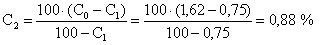 C₂ = 100·(C₀ − C₁) / 100 − C₁ = 100·(1,62 − 0,75) / 100 − 0,75 = 0,88 %